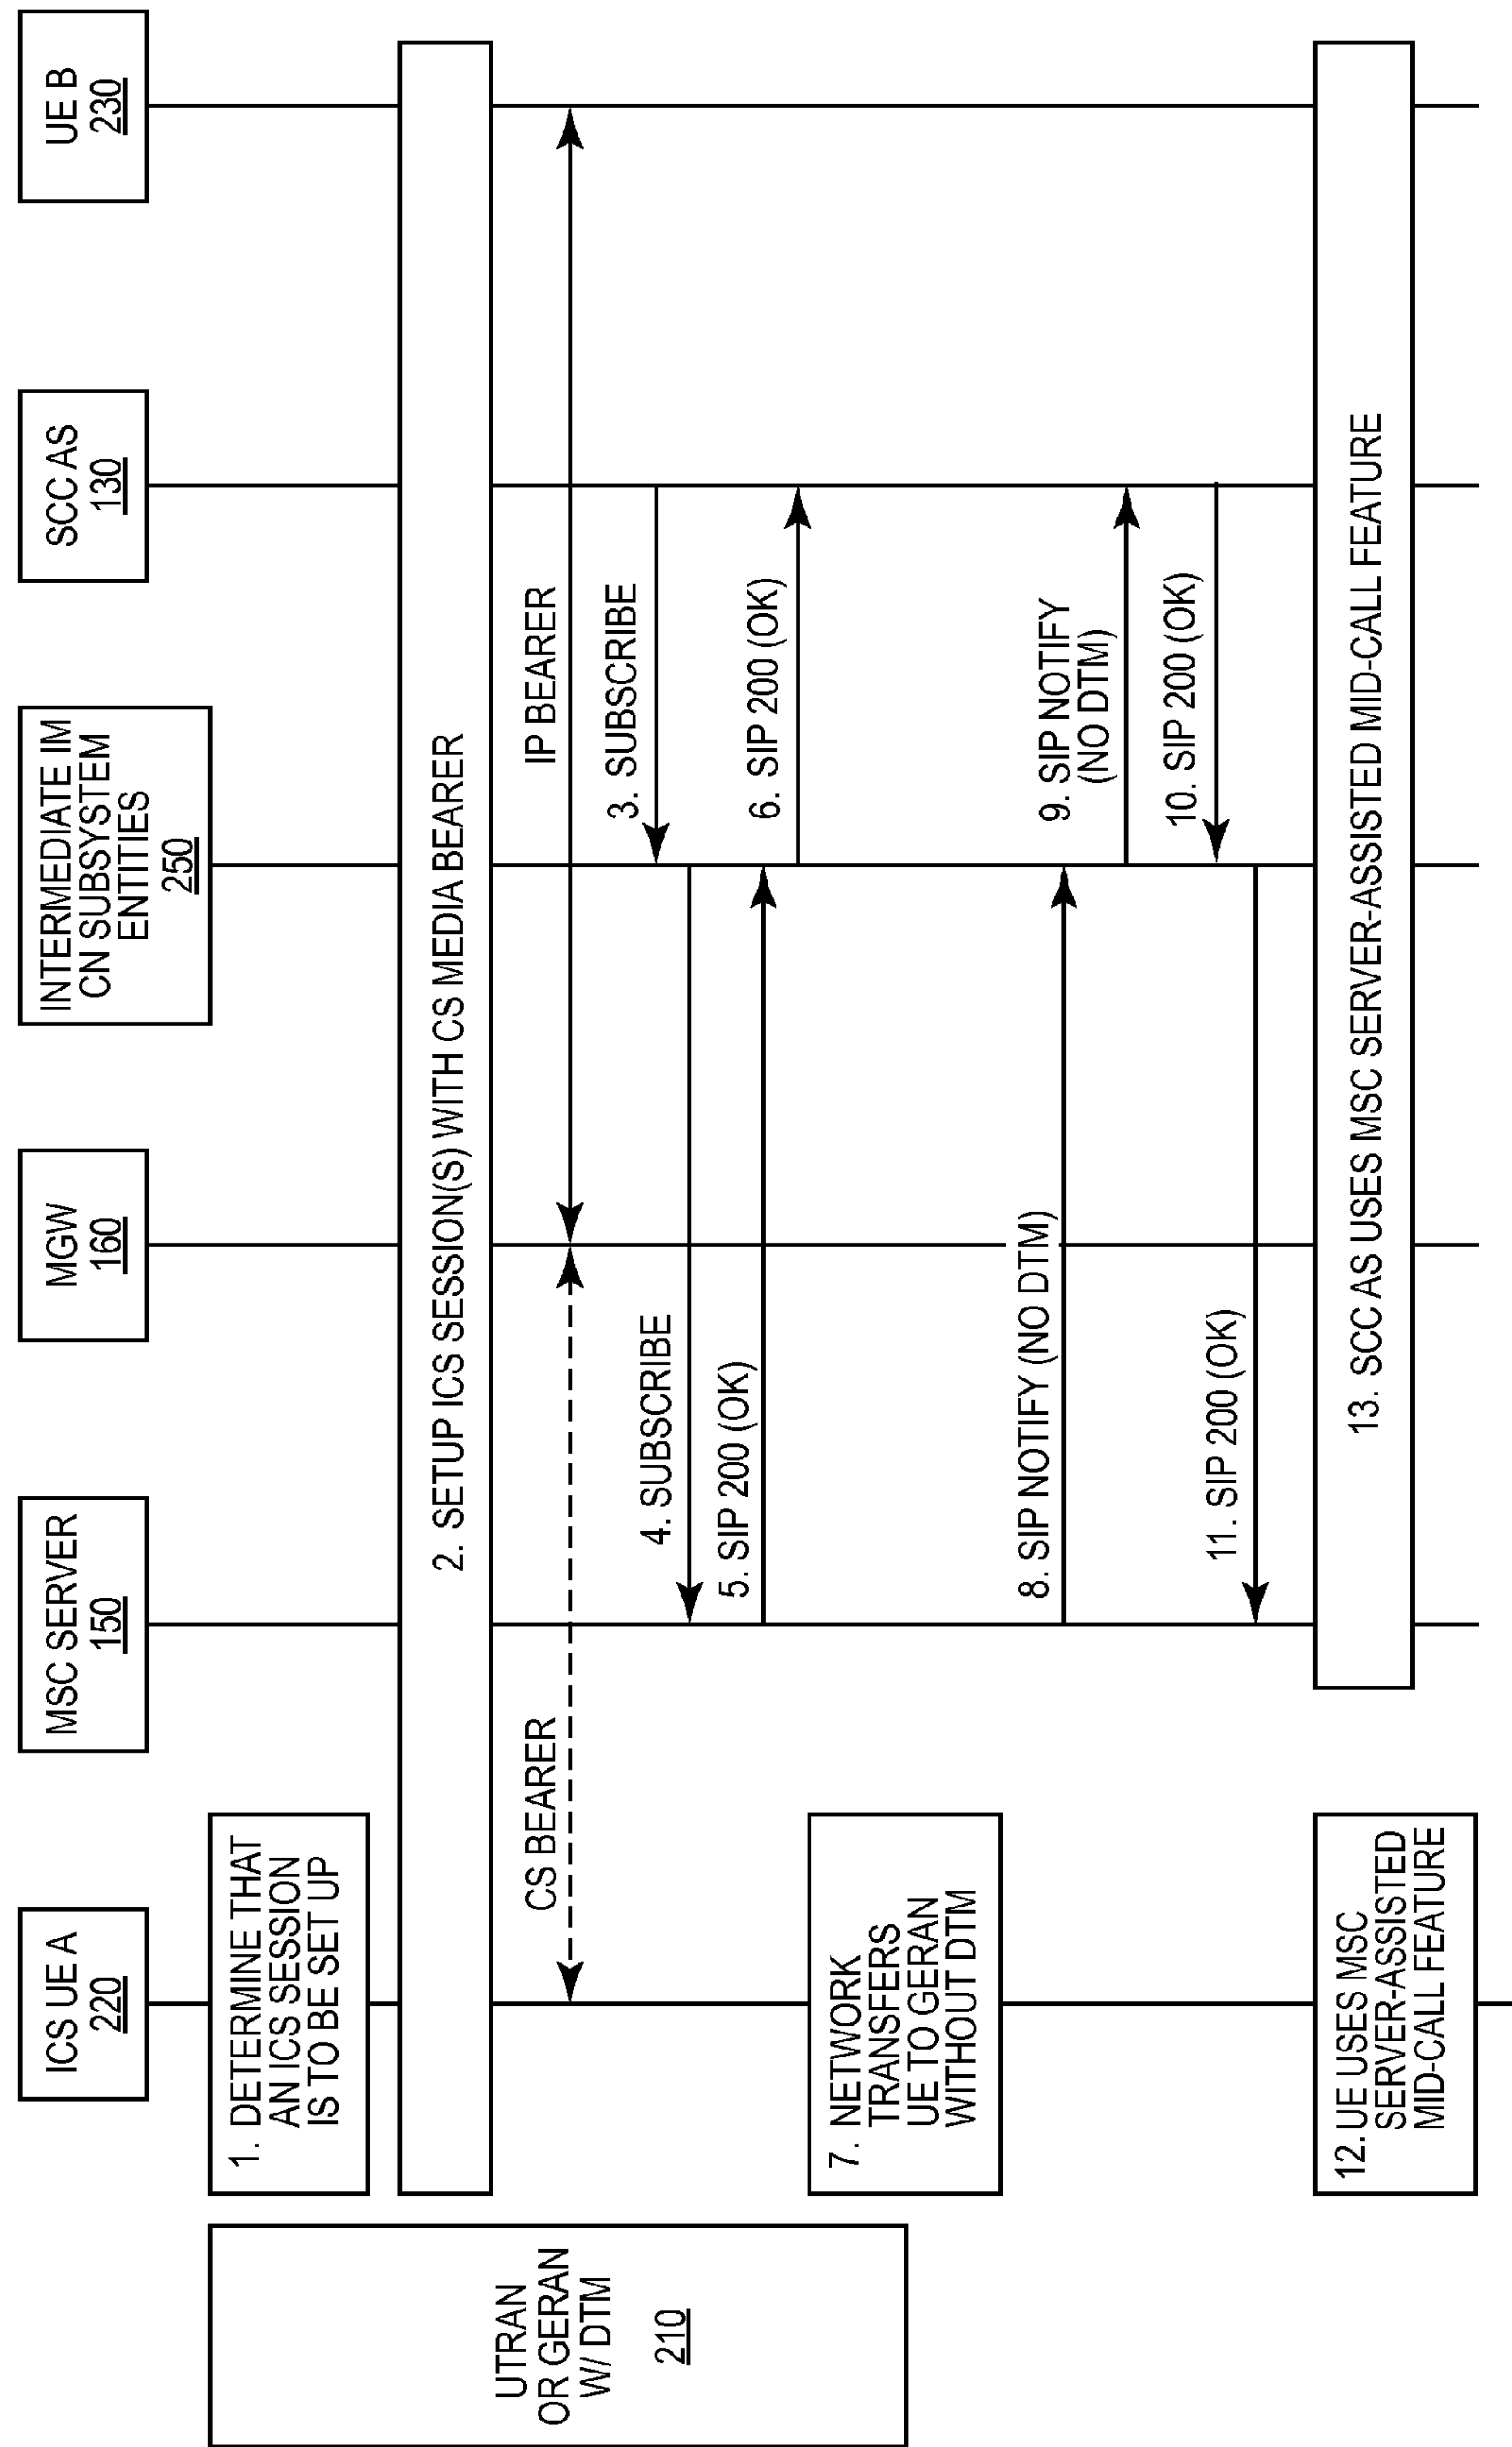 ICS UE A
220
MSC SERVER
150
MGW
160
INTERMEDIATE IM
CN SUBSYSTEM
ENTITIES
250
SCC AS
130
UE B
230
UTRAN
OR GERAN
W/ DTM
210
1. DETERMINE THAT
AN ICS SESSION
IS TO BE SET UP
2. SETUP ICS SESSION(S) WITH CS MEDIA BEARER
CS BEARER
IP BEARER
3. SUBSCRIBE
4. SUBSCRIBE
5. SIP 200 (OK)
6. SIP 200 (OK)
7. NETWORK
TRANSFERS
UE TO GERAN
WITHOUT DTM
8. SIP NOTIFY (NO DTM)
9. SIP NOTIFY
(NO DTM)
10. SIP 200 (OK)
11. SIP 200 (OK)
12. UE USES MSC
SERVER-ASSISTED
MID-CALL FEATURE
13. SCC AS USES MSC SERVER-ASSISTED MID-CALL FEATURE